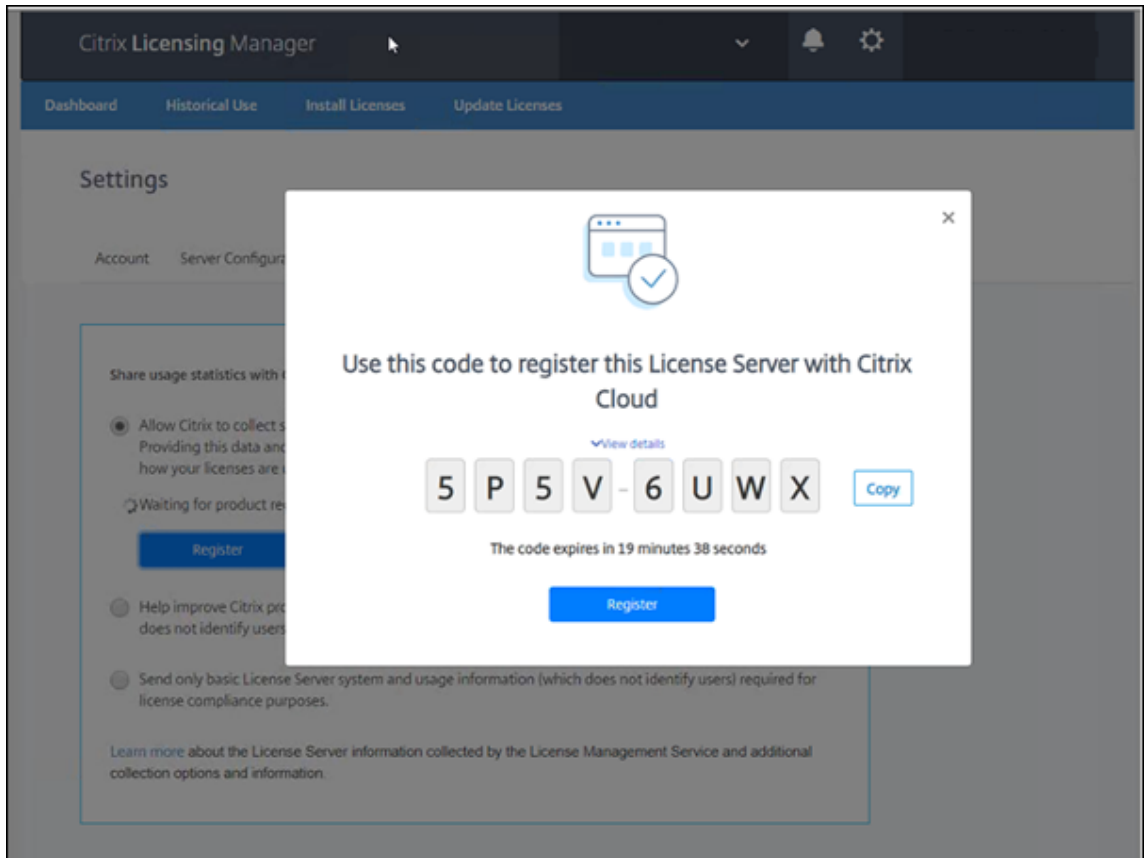 Citrix Licensing Manager
Dashboard Historical Use Install Licenses Update Licenses
Settings
Account Server
Share usage statistics with
Allow Citrix to collect
Providing this data and
how your licenses are
Waiting for product
Register
Help improve Citrix
does not identify users
Send only basic License Server system and usage information (which does not identify users) required for
license compliance purposes.
Learn more about the License Server information collected by the License Management Service and additional
collection options and information.
Use this code to register this License Server with Citrix
Cloud
View details
5 P 5 V - 6 U W X
Copy
The code expires in 19 minutes 38 seconds
Register